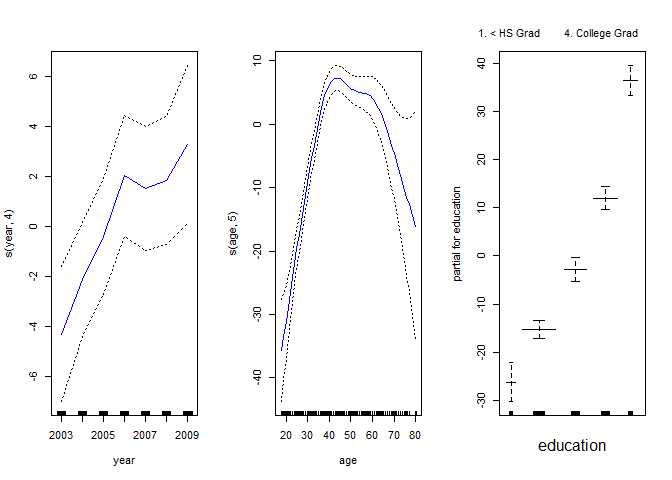 1. < HS Grad 4. College Grad
s(year, 4)
6
4
2
0
-2
-4
-6
2003 2005 2007 2009
year
s(age, 5)
10
0
-10
-20
-30
-40
20 30 40 50 60 70 80
age
partial for education
40
30
20
10
0
-10
-20
-30
education